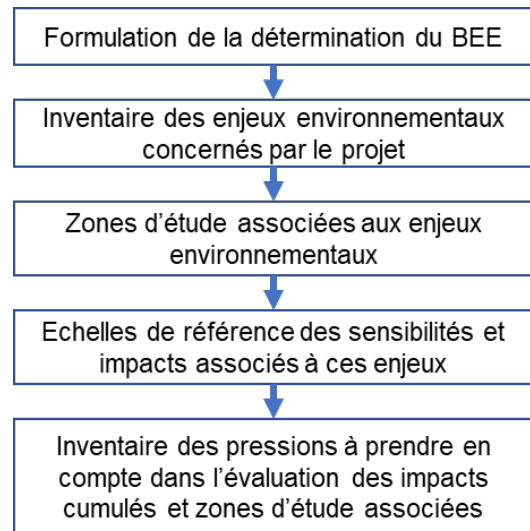 Formulation de la détermination du BEE
Inventaire des enjeux environnementaux
concernés par le projet
Zones d'étude associées aux enjeux
environnementaux
Echelles de référence des sensibilités et
impacts associés à ces enjeux
Inventaire des pressions à prendre en
compte dans l'évaluation des impacts
cumulés et zones d'étude associées